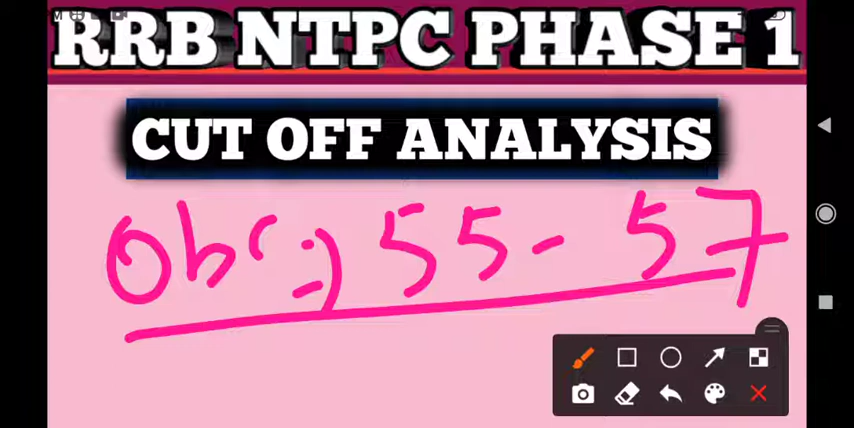 RRB NTPC PHASE 1
CUT OFF ANALYSIS
Obc :) 55 - 57